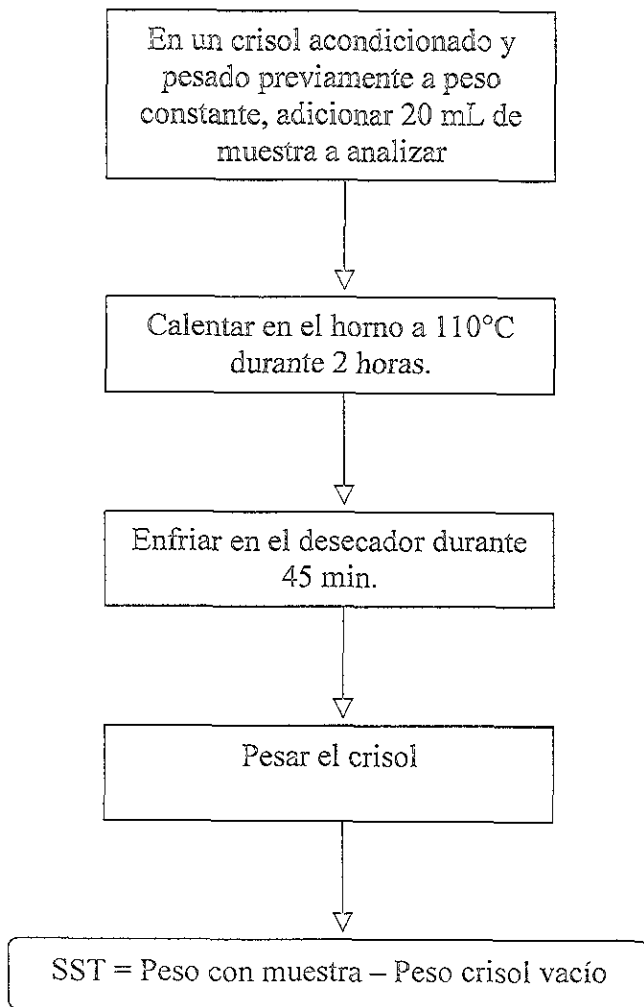 En un crisol acondicionado y
pesado previamente a peso
constante, adicionar 20 mL de
muestra a analizar
Calentar en el horno a 110°C
durante 2 horas.
Enfriar en el desecador durante
45 min.
Pesar el crisol
SST = Peso con muestra – Peso crisol vacío